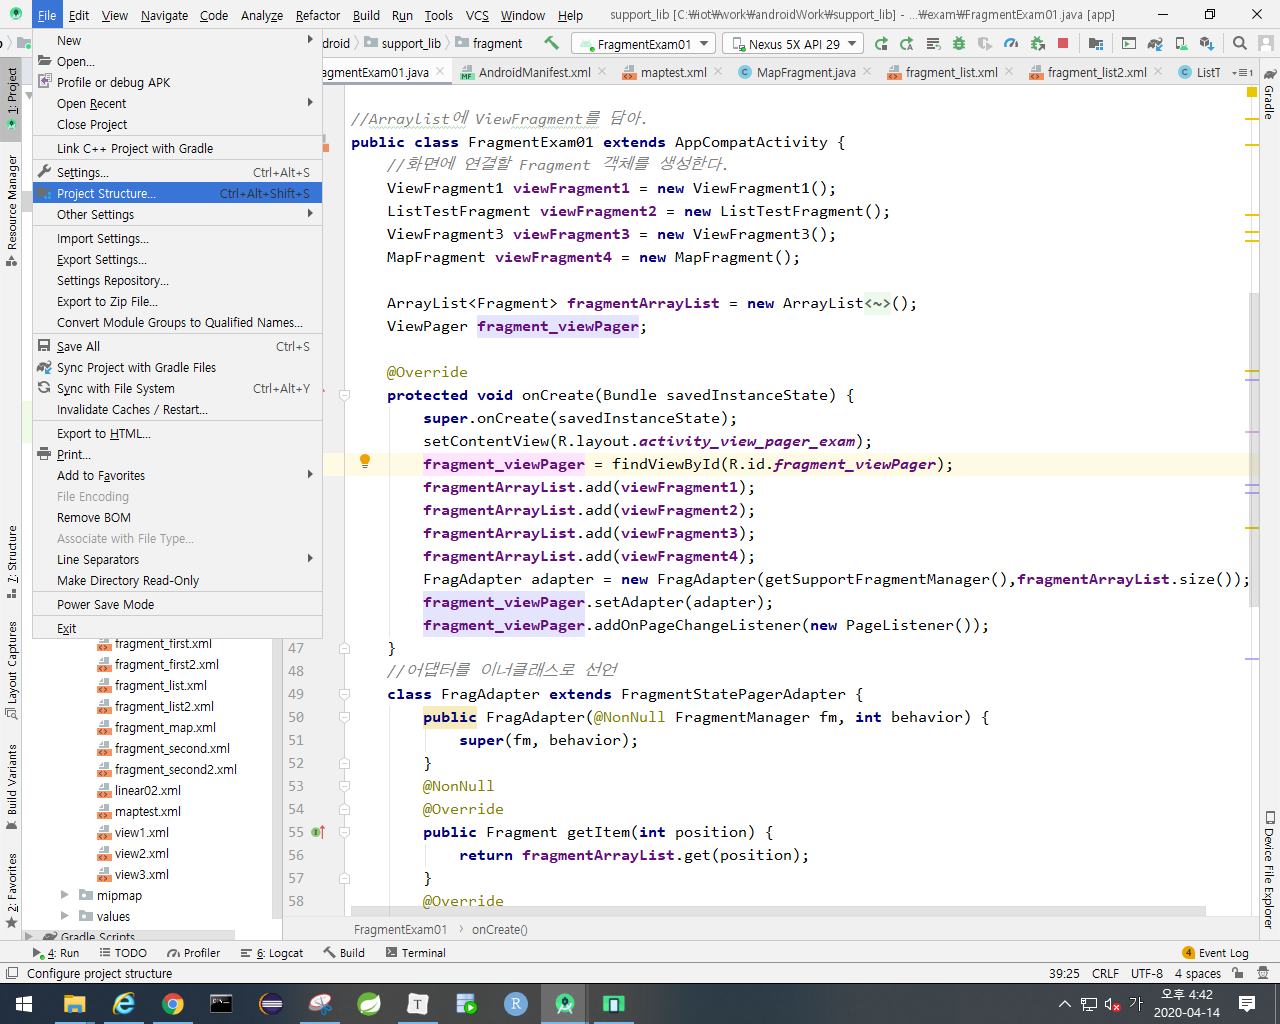 File Edit View Navigate Code Analyze Refactor Build Run Tools VCS Window Help support_lib [C:₩iot₩work₩androidWork₩support_lib] - ...₩exam₩FragmentExam01.java [app]
droid support_lib fragment FragmentExam01 Nexus 5X API 29
agmentExam01.java AndroidManifest.xml maptest.xml MapFragment.java fragment_list.xml fragment_list2.xml ListT
New
Open...
Profile or debug APK
Open Recent
Close Project
Link C++ Project with Gradle
Settings... Ctrl+Alt+S
Project Structure... Ctrl+Alt+Shift+S
Other Settings
Import Settings...
Export Settings...
Settings Repository...
Export to Zip File...
Convert Module Groups to Qualified Names...
Save All Ctrl+S
Sync Project with Gradle Files
Sync with File System Ctrl+Alt+Y
Invalidate Caches / Restart...
Export to HTML...
Print...
Add to Favorites
File Encoding
Remove BOM
Associate with File Type...
Line Separators
Make Directory Read-Only
Power Save Mode
Exit
1: Project
Resource Manager
7: Structure
Layout Captures
Build Variants
2: Favorites
fragment_first.xml
fragment_first2.xml
fragment_list.xml
fragment_list2.xml
fragment_map.xml
fragment_second.xml
fragment_second2.xml
linear02.xml
maptest.xml
view1.xml
view2.xml
view3.xml
mipmap
values
Gradle Scripts
//Arraylist에 ViewFragment를 담아.
public class FragmentExam01 extends AppCompatActivity {
//화면에 연결할 Fragment 객체를 생성한다.
ViewFragment1 viewFragment1 = new ViewFragment1();
ListTestFragment viewFragment2 = new ListTestFragment();
ViewFragment3 viewFragment3 = new ViewFragment3();
MapFragment viewFragment4 = new MapFragment();
ArrayList<Fragment> fragmentArrayList = new ArrayList<~>();
ViewPager fragment_viewPager;
@Override
protected void onCreate(Bundle savedInstanceState) {
super.onCreate(savedInstanceState);
setContentView(R.layout.activity_view_pager_exam);
fragment_viewPager = findViewById(R.id.fragment_viewPager);
fragmentArrayList.add(viewFragment1);
fragmentArrayList.add(viewFragment2);
fragmentArrayList.add(viewFragment3);
fragmentArrayList.add(viewFragment4);
FragAdapter adapter = new FragAdapter(getSupportFragmentManager(),fragmentArrayList.size());
fragment_viewPager.setAdapter(adapter);
fragment_viewPager.addOnPageChangeListener(new PageListener());
47 }
48 //어댑터를 이너클래스로 선언
49 class FragAdapter extends FragmentStatePagerAdapter {
50 public FragAdapter(@NonNull FragmentManager fm, int behavior) {
51 super(fm, behavior);
52 }
53 @NonNull
54 @Override
55 public Fragment getItem(int position) {
56 return fragmentArrayList.get(position);
57 }
58 @Override
Gradle
Device File Explorer
FragmentExam01 > onCreate()
4: Run TODO Profiler 6: Logcat Build Terminal 4 Event Log
Configure project structure 39:25 CRLF UTF-8 4 spaces
가 오후 4:42
2020-04-14